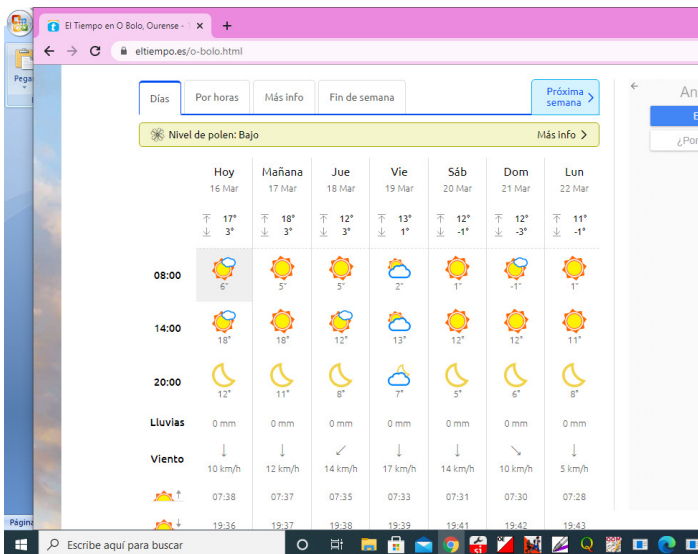 El Tiempo en O Bolo, Ourense -
eltiempo.es/o-bolo.html
Días Por horas Más info Fin de semana Próxima semana
Nivel de polen: Bajo Más info
Hoy Mañana Jue Vie Sáb Dom Lun
16 Mar 17 Mar 18 Mar 19 Mar 20 Mar 21 Mar 22 Mar
17° 18° 12° 13° 12° 12° 11°
3° 3° 3° 1° -1° -3° -1°
08:00
6° 5° 5° 2° 1° -1° 1°
14:00
18° 18° 12° 13° 12° 12° 11°
20:00
12° 11° 8° 7° 5° 6° 8°
Lluvias 0 mm 0 mm 0 mm 0 mm 0 mm 0 mm 0 mm
Viento
10 km/h 12 km/h 14 km/h 17 km/h 14 km/h 10 km/h 5 km/h
07:38 07:37 07:35 07:33 07:31 07:30 07:28
19:36 19:37 19:38 19:39 19:41 19:42 19:43
Página
Escribe aquí para buscar